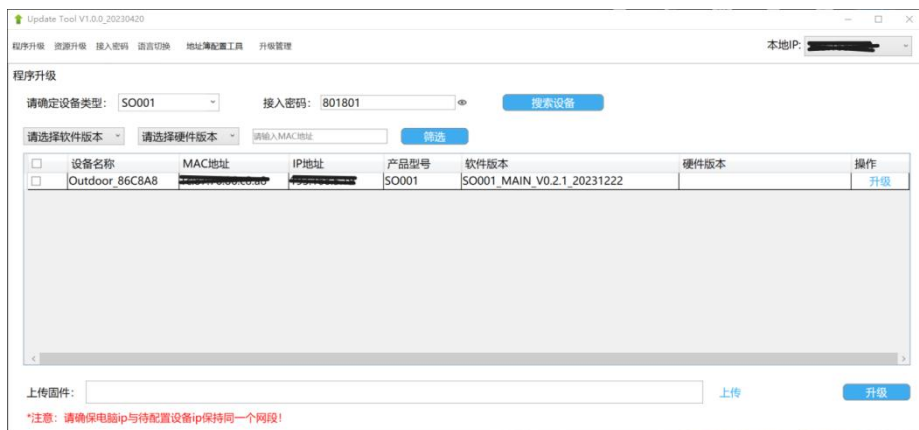 Update Tool V1.0.0_20230420
程序升级 资源升级 接入密码 语言切换 地址簿配置工具 升级管理 本地IP:
程序升级
请确定设备类型: SO001 接入密码: 801801 搜索设备
请选择软件版本 请选择硬件版本 请输入MAC地址 筛选
设备名称 MAC地址 IP地址 产品型号 软件版本 硬件版本 操作
Outdoor_86C8A8 SO001 SO001_MAIN_V0.2.1_20231222 升级
上传固件: 上传 升级
*注意: 请确保电脑ip与待配置设备ip保持同一个网段!